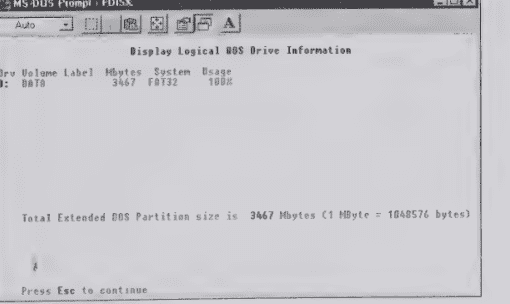 MS-DOS Prompt - FDISK
Auto
A
Display Logical DOS Drive Information
Drv Volume Label Mbytes System Usage
D: DATA 3467 FAT32 100%
Total Extended DOS Partition size is 3467 Mbytes (1 MByte = 1048576 bytes)
Press Esc to continue